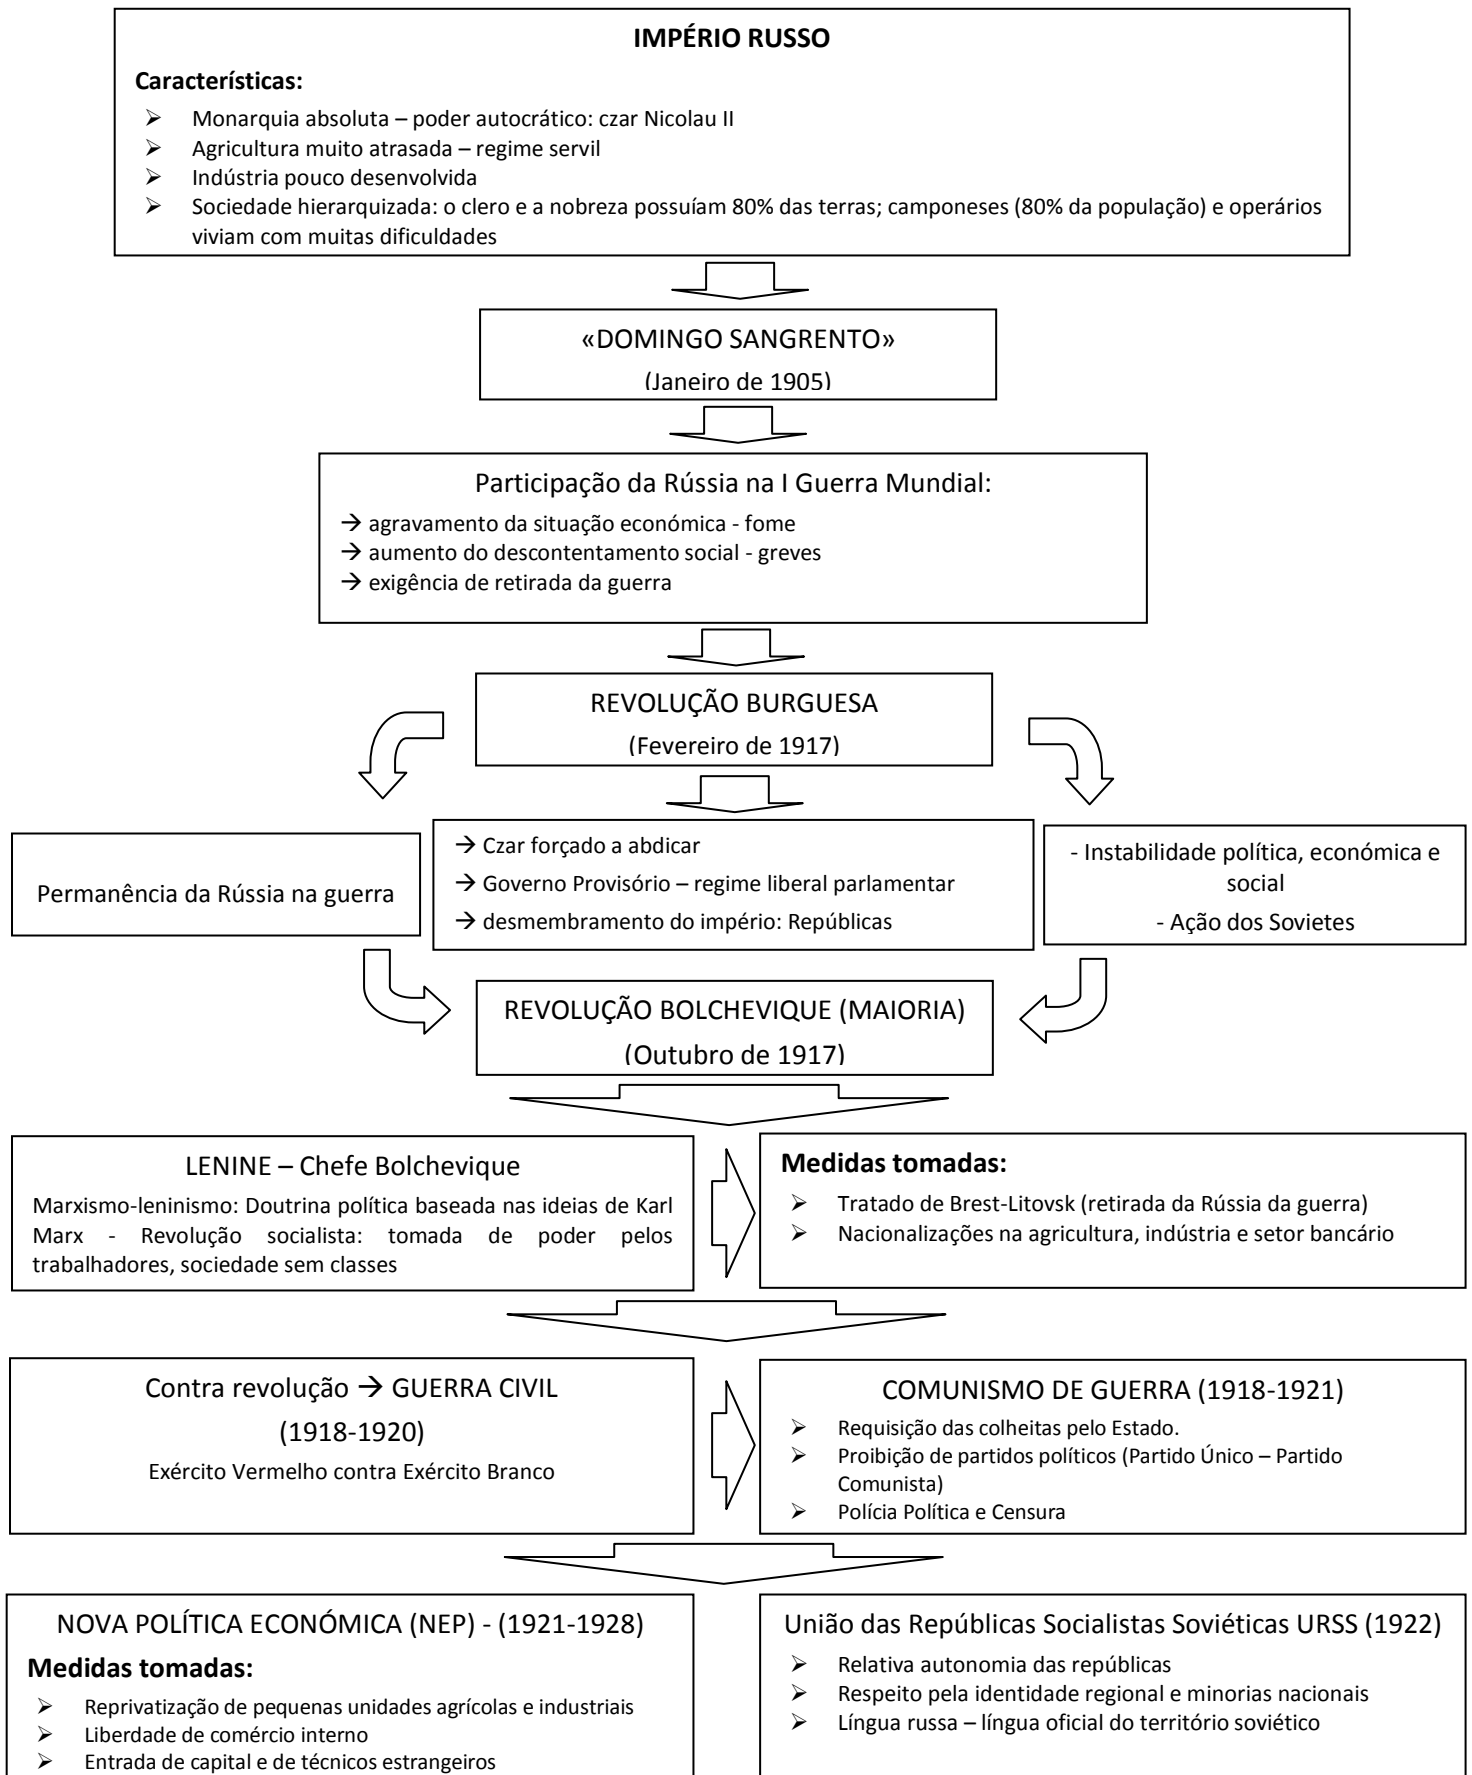 IMPÉRIO RUSSO
Características:
➢ Monarquia absoluta – poder autocrático: czar Nicolau II
➢ Agricultura muito atrasada – regime servil
➢ Indústria pouco desenvolvida
➢ Sociedade hierarquizada: o clero e a nobreza possuíam 80% das terras; camponeses (80% da população) e operários
viviam com muitas dificuldades
«DOMINGO SANGRENTO»
(Janeiro de 1905)
Participação da Rússia na I Guerra Mundial:
→ agravamento da situação económica - fome
→ aumento do descontentamento social - greves
→ exigência de retirada da guerra
REVOLUÇÃO BURGUESA
(Fevereiro de 1917)
Permanência da Rússia na guerra
→ Czar forçado a abdicar
→ Governo Provisório – regime liberal parlamentar
→ desmembramento do império: Repúblicas
- Instabilidade política, económica e
social
- Ação dos Sovietes
REVOLUÇÃO BOLCHEVIQUE (MAIORIA)
(Outubro de 1917)
LENINE – Chefe Bolchevique
Marxismo-leninismo: Doutrina política baseada nas ideias de Karl
Marx - Revolução socialista: tomada de poder pelos
trabalhadores, sociedade sem classes
Medidas tomadas:
➢ Tratado de Brest-Litovsk (retirada da Rússia da guerra)
➢ Nacionalizações na agricultura, indústria e setor bancário
Contra revolução → GUERRA CIVIL
(1918-1920)
Exército Vermelho contra Exército Branco
COMUNISMO DE GUERRA (1918-1921)
➢ Requisição das colheitas pelo Estado.
➢ Proibição de partidos políticos (Partido Único – Partido
Comunista)
➢ Polícia Política e Censura
NOVA POLÍTICA ECONÓMICA (NEP) - (1921-1928)
Medidas tomadas:
➢ Reprivatização de pequenas unidades agrícolas e industriais
➢ Liberdade de comércio interno
➢ Entrada de capital e de técnicos estrangeiros
União das Repúblicas Socialistas Soviéticas URSS (1922)
➢ Relativa autonomia das repúblicas
➢ Respeito pela identidade regional e minorias nacionais
➢ Língua russa – língua oficial do território soviético